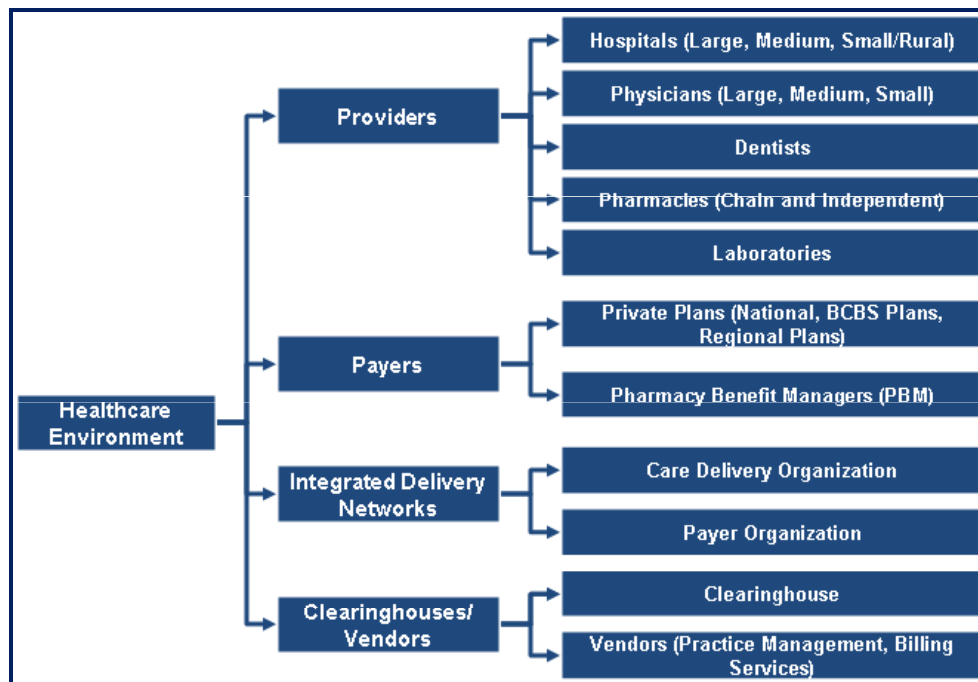 Hospitals (Large, Medium, Small/Rural)
Physicians (Large, Medium, Small)
Providers
Dentists
Pharmacies (Chain and Independent)
Laboratories
Private Plans (National, BCBS Plans,
Regional Plans)
Payers
Pharmacy Benefit Managers (PBM)
Healthcare
Environment
Care Delivery Organization
Integrated Delivery
Networks
Payer Organization
Clearinghouse
Clearinghouses/
Vendors
Vendors (Practice Management, Billing
Services)